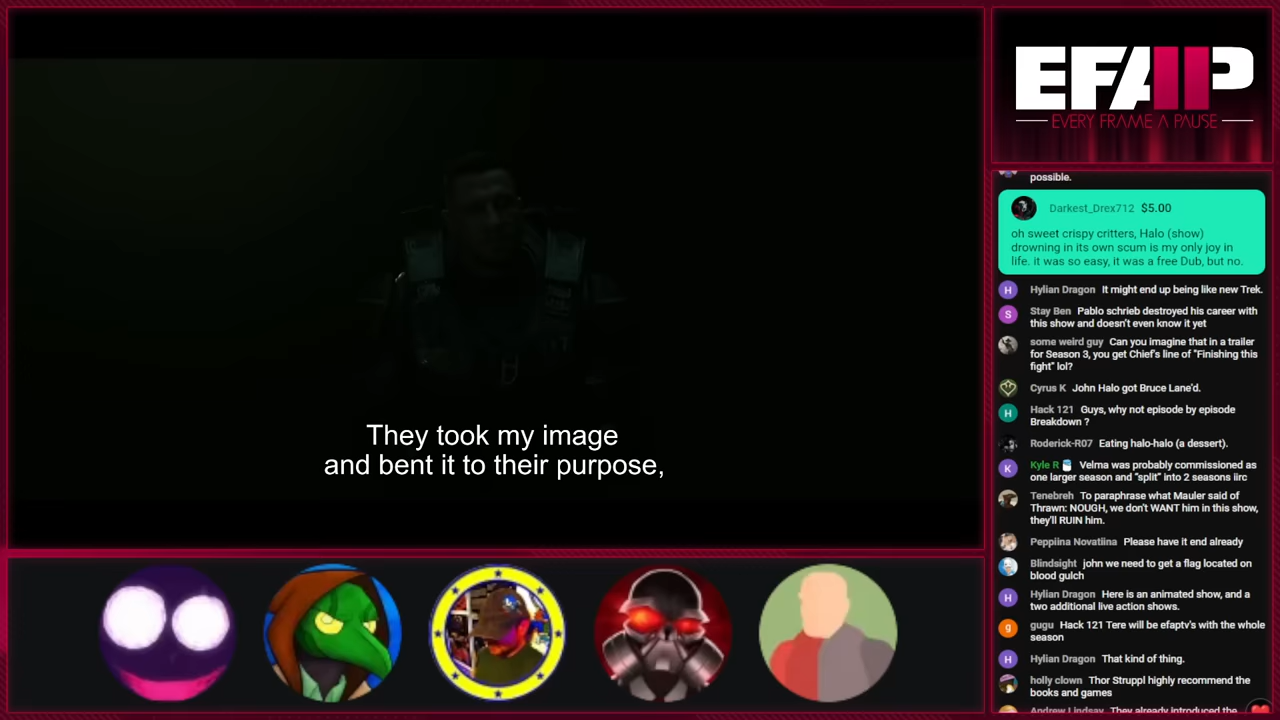 They took my image
and bent it to their purpose,
EFAP
EVERY FRAME A PAUSE
possible.
Darkest_Drex712 $5.00
oh sweet crispy critters, Halo (show)
drowning in its own scum is my only joy in
life. it was so easy, it was a free Dub, but no.
H Hylian Dragon It might end up being like new Trek.
S Stay Ben Pablo schrieb destroyed his career with
this show and doesn't even know it yet
some weird guy Can you imagine that in a trailer
for Season 3, you get Chief's line of "Finishing this
fight" lol?
Cyrus K John Halo got Bruce Lane'd.
H Hack 121 Guys, why not episode by episode
Breakdown ?
Roderick-R07 Eating halo-halo (a dessert).
K Kyle R Velma was probably commissioned as
one larger season and "split" into 2 seasons iirc
Tenebreh To paraphrase what Mauler said of
Thrawn: NOUGH, we don't WANT him in this show,
they'll RUIN him.
Peppiina Novatiina Please have it end already
Blindsight john we need to get a flag located on
blood gulch
H Hylian Dragon Here is an animated show, and a
two additional live action shows.
g gugu Hack 121 Tere will be efaptv's with the whole
season
H Hylian Dragon That kind of thing.
holly clown Thor Struppl highly recommend the
books and games
Andrew Lindsay They already introduced the